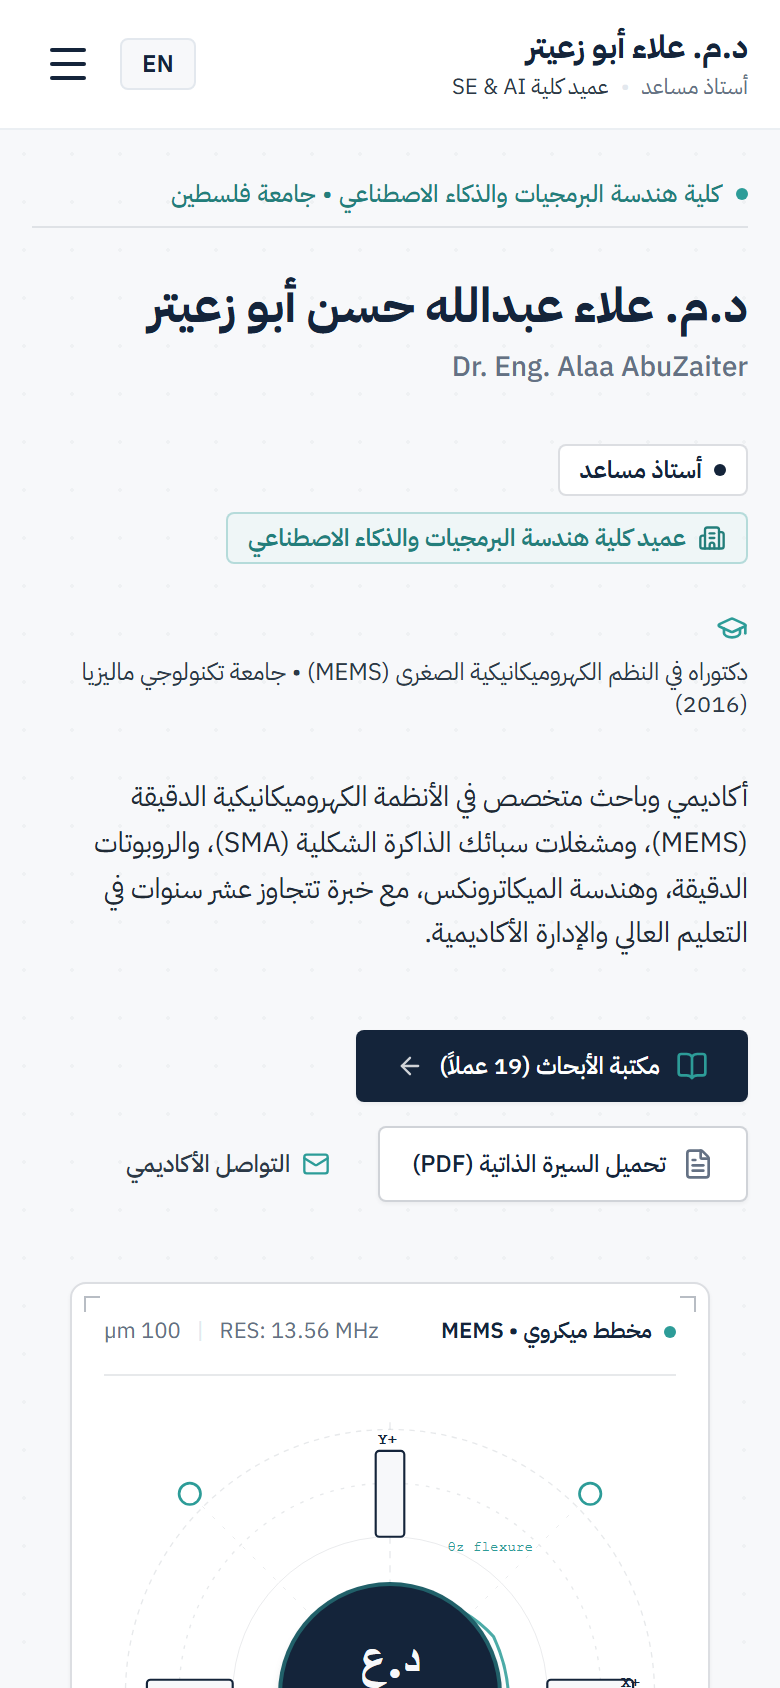 د.م. علاء أبو زعيتر
أستاذ مساعد • عميد كلية SE & AI
EN
كلية هندسة البرمجيات والذكاء الاصطناعي • جامعة فلسطين
د.م. علاء عبدالله حسن أبو زعيتر
Dr. Eng. Alaa AbuZaiter
أستاذ مساعد
عميد كلية هندسة البرمجيات والذكاء الاصطناعي
دكتوراه في النظم الكهروميكانيكية الصغرى (MEMS) • جامعة تكنولوجي ماليزيا
(2016)
أكاديمي وباحث متخصص في الأنظمة الكهروميكانيكية الدقيقة
(MEMS)، ومشغلات سبائك الذاكرة الشكلية (SMA)، والروبوتات
الدقيقة، وهندسة الميكاترونكس، مع خبرة تتجاوز عشر سنوات في
التعليم العالي والإدارة الأكاديمية.
مكتبة الأبحاث (19 عملاً)
تحميل السيرة الذاتية (PDF)
التواصل الأكاديمي
مخطط ميكروي • MEMS
RES: 13.56 MHz
µm 100
Y+
θz flexure
د.ع
X+